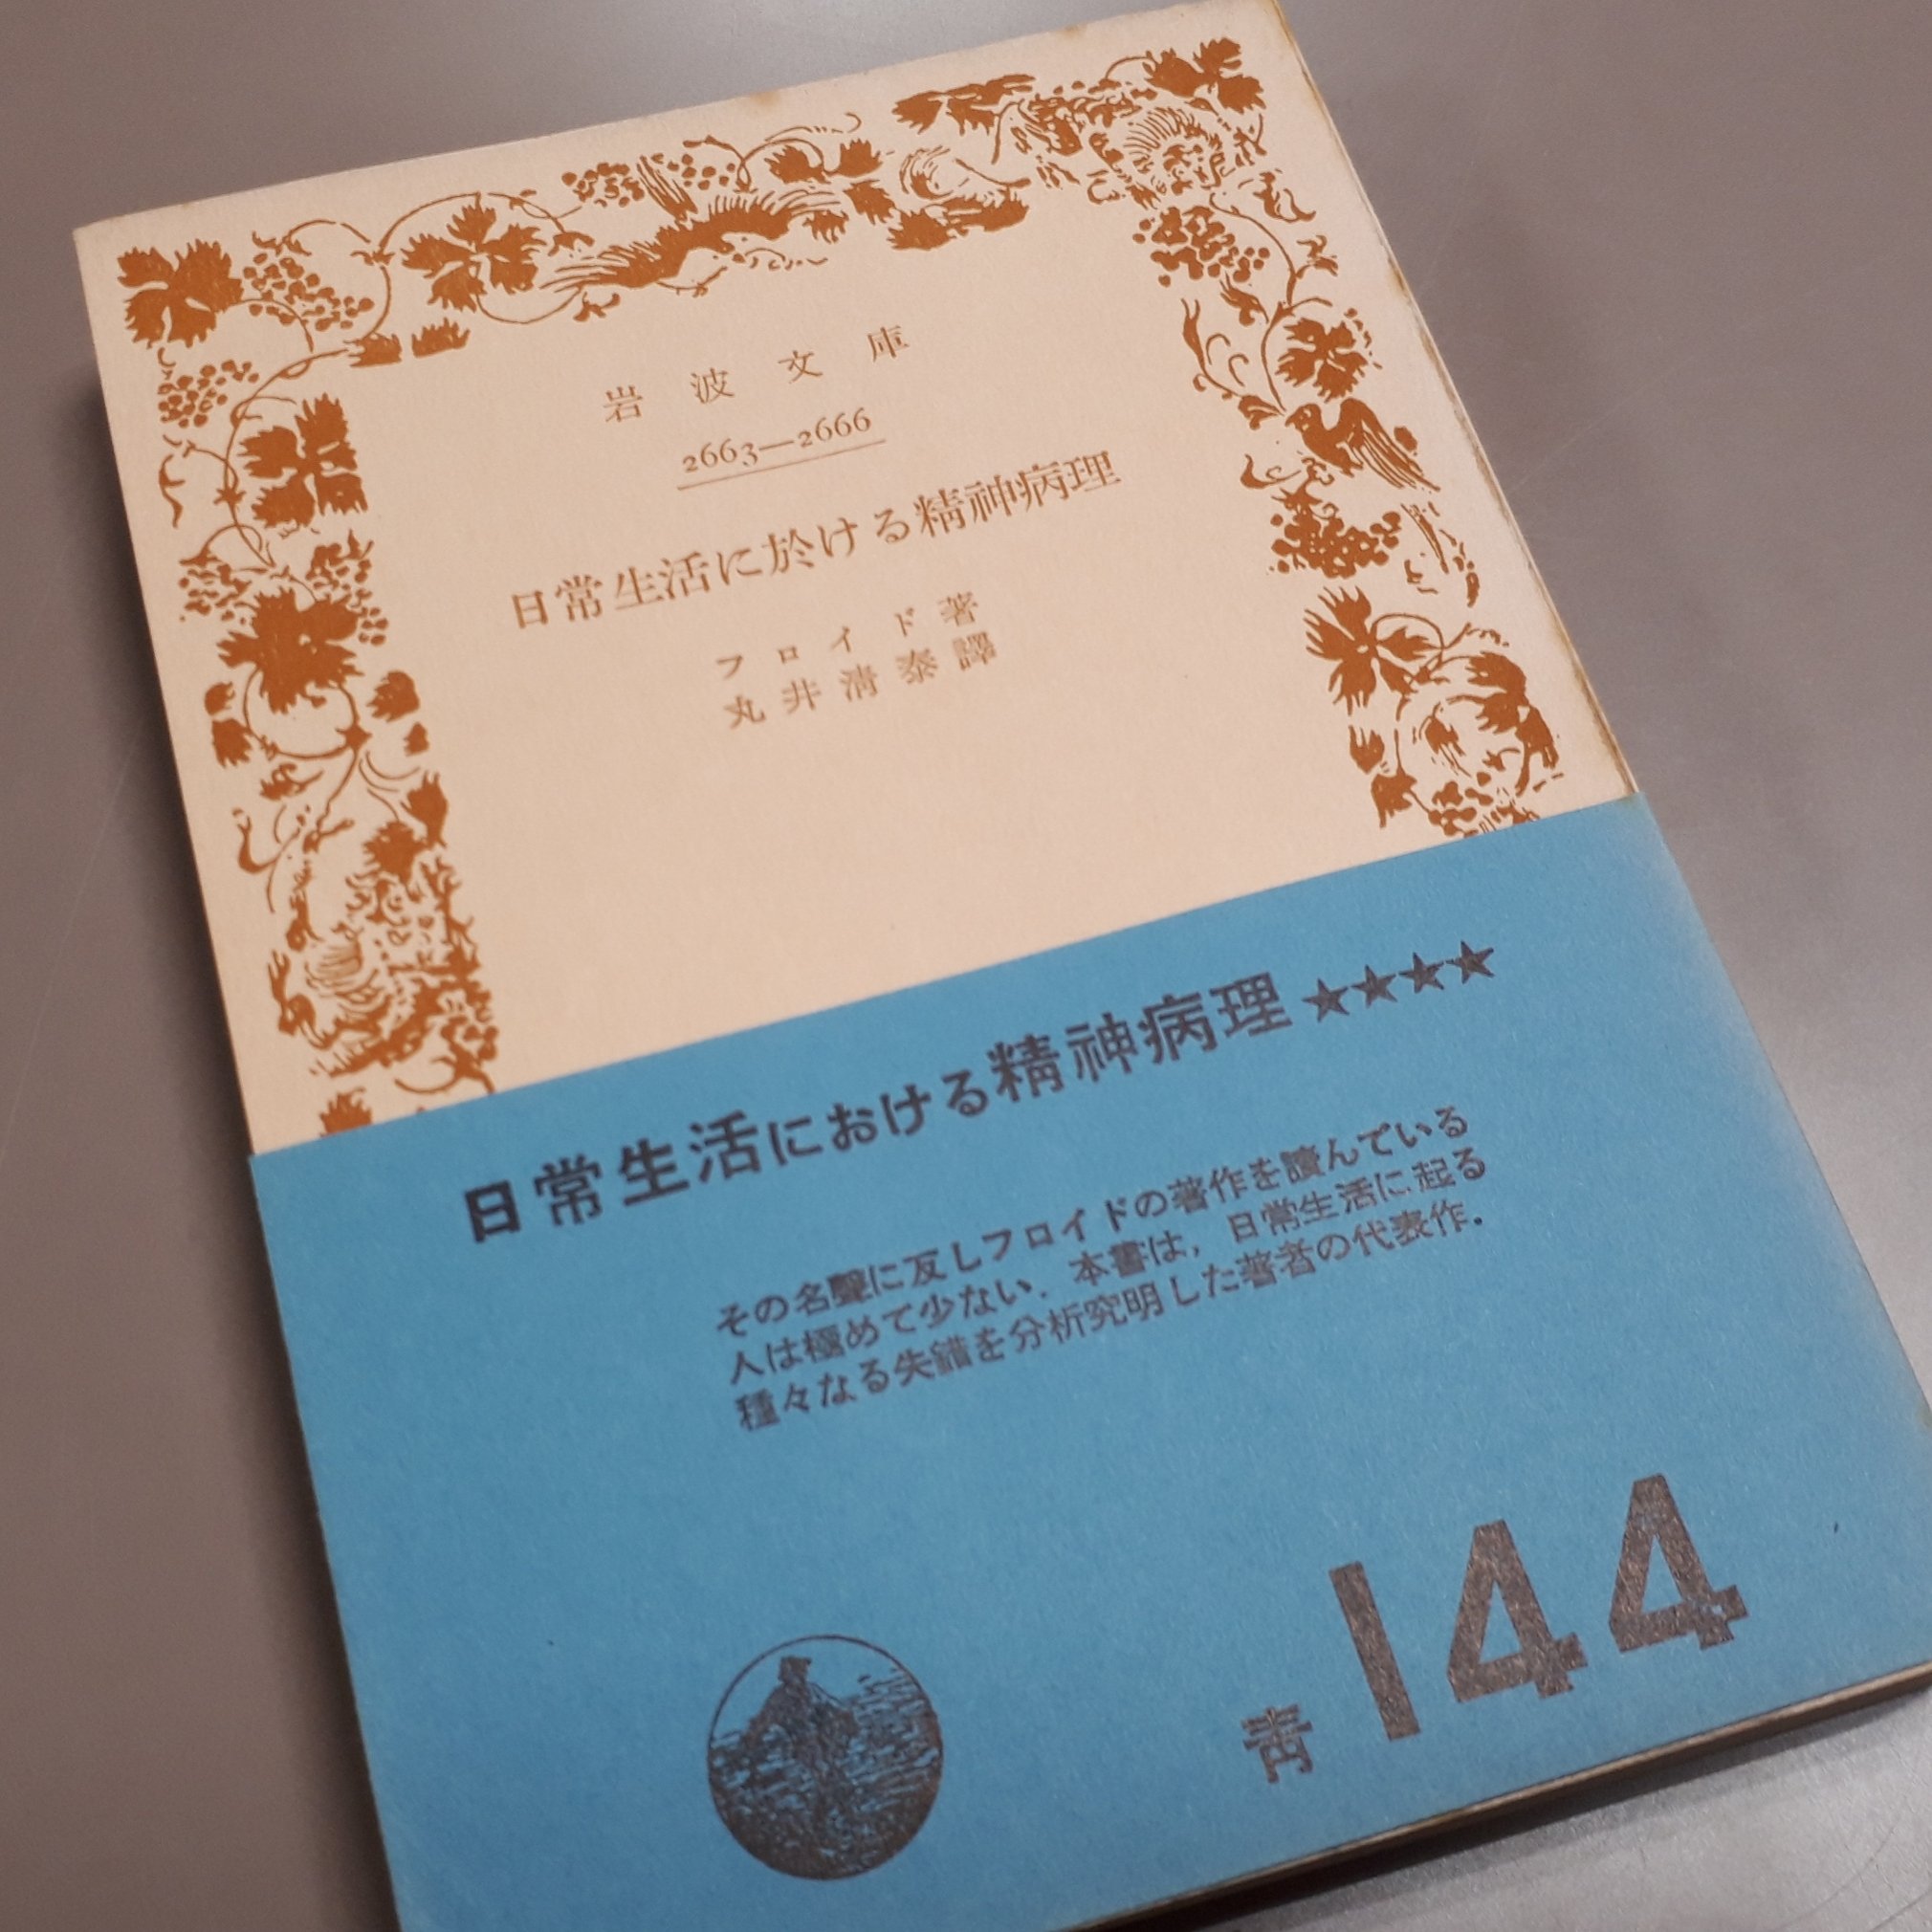 岩波文庫
2663—2666
日常生活に於ける精神病理
フロイド著
丸井清泰譯
日常生活における精神病理★★★★
その名聲に反しフロイドの著作を讀んでいる
人は極めて少ない．本書は，日常生活に起る
種々なる失錯を分析究明した著者の代表作．
青144